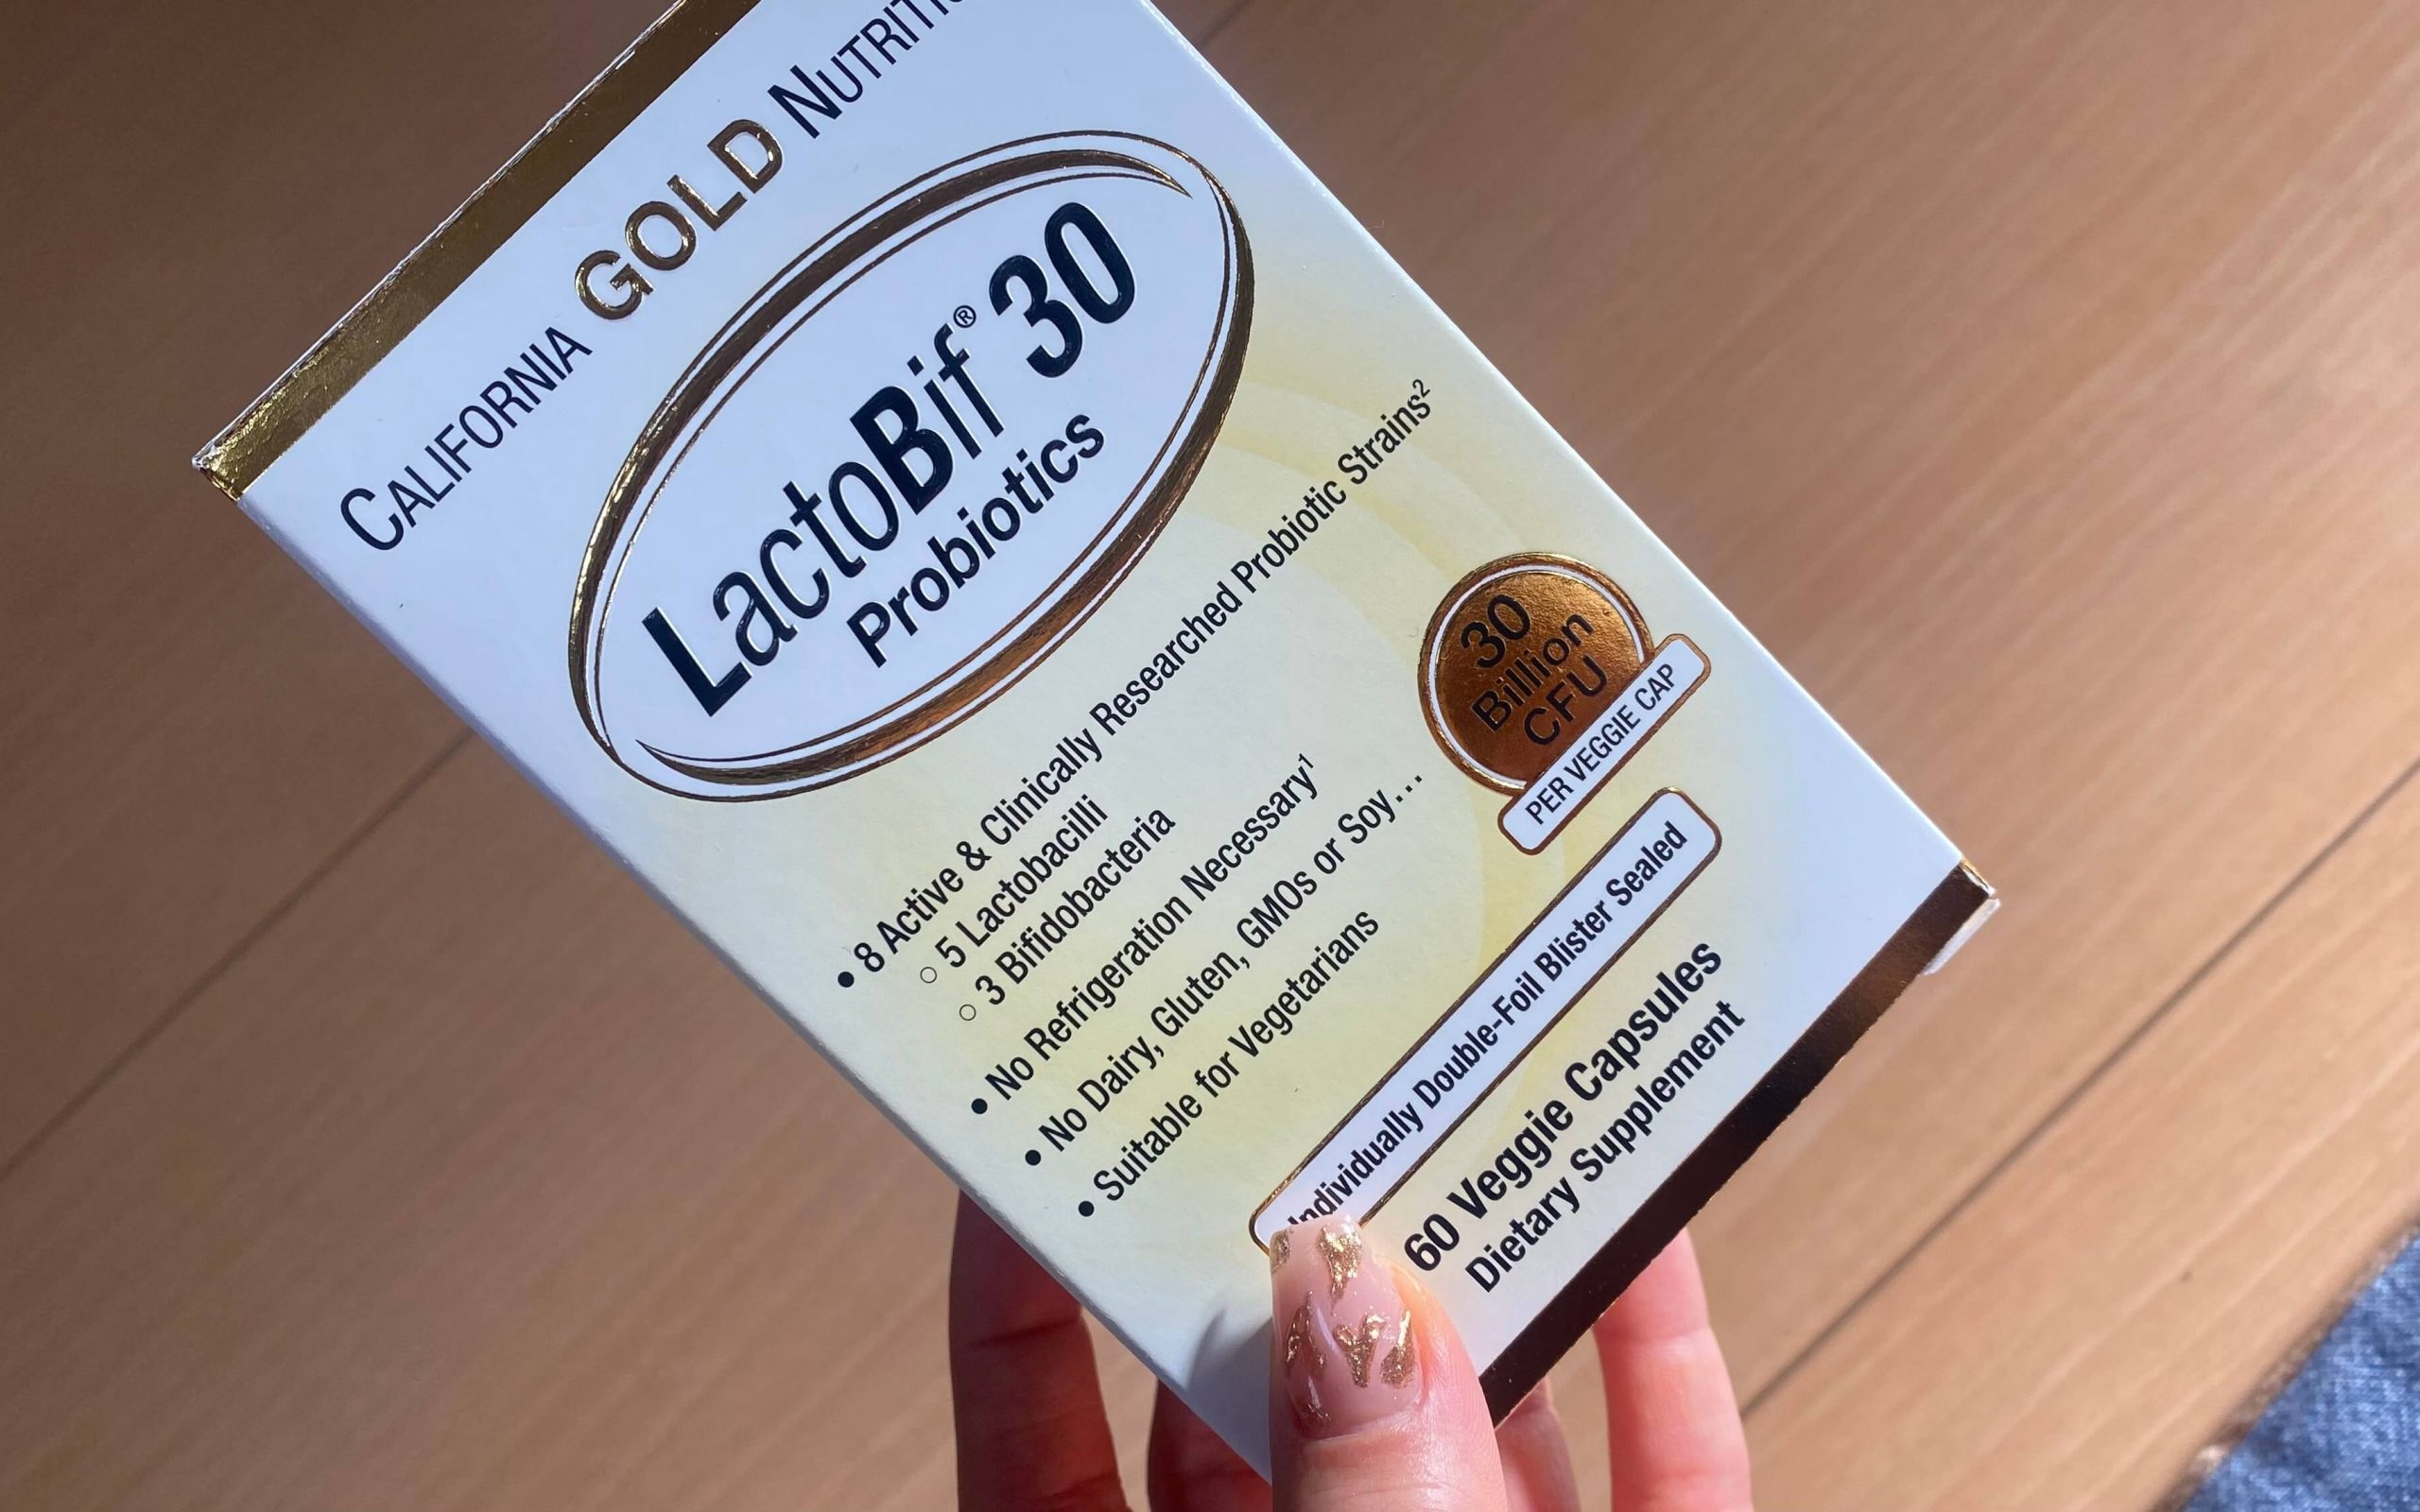 CALIFORNIA GOLD NUTRITIO
LactoBif® 30
Probiotics
• 8 Active & Clinically Researched Probiotic Strains²
○ 5 Lactobacilli
○ 3 Bifidobacteria
• No Refrigeration Necessary¹
• No Dairy, Gluten, GMOs or Soy...
• Suitable for Vegetarians
30
Billion
CFU
PER VEGGIE CAP
Individually Double-Foil Blister Sealed
60 Veggie Capsules
Dietary Supplement